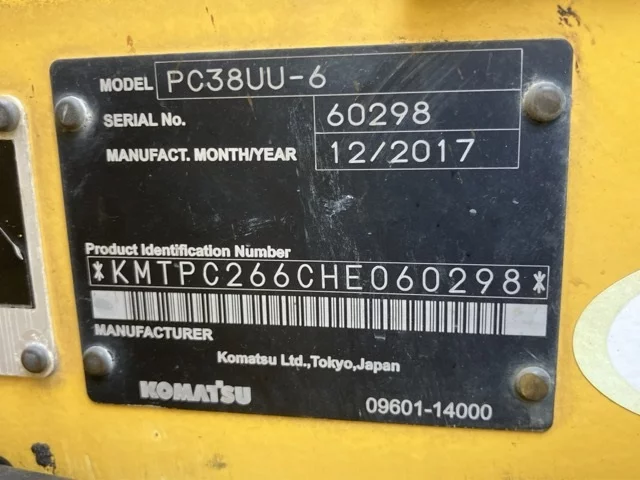 MODEL PC38UU-6
SERIAL No. 60298
MANUFACT. MONTH/YEAR 12/2017
Product Identification Number
*KMTPC266CHE060298*
MANUFACTURER
Komatsu Ltd.,Tokyo,Japan
KOMATSU
09601-14000